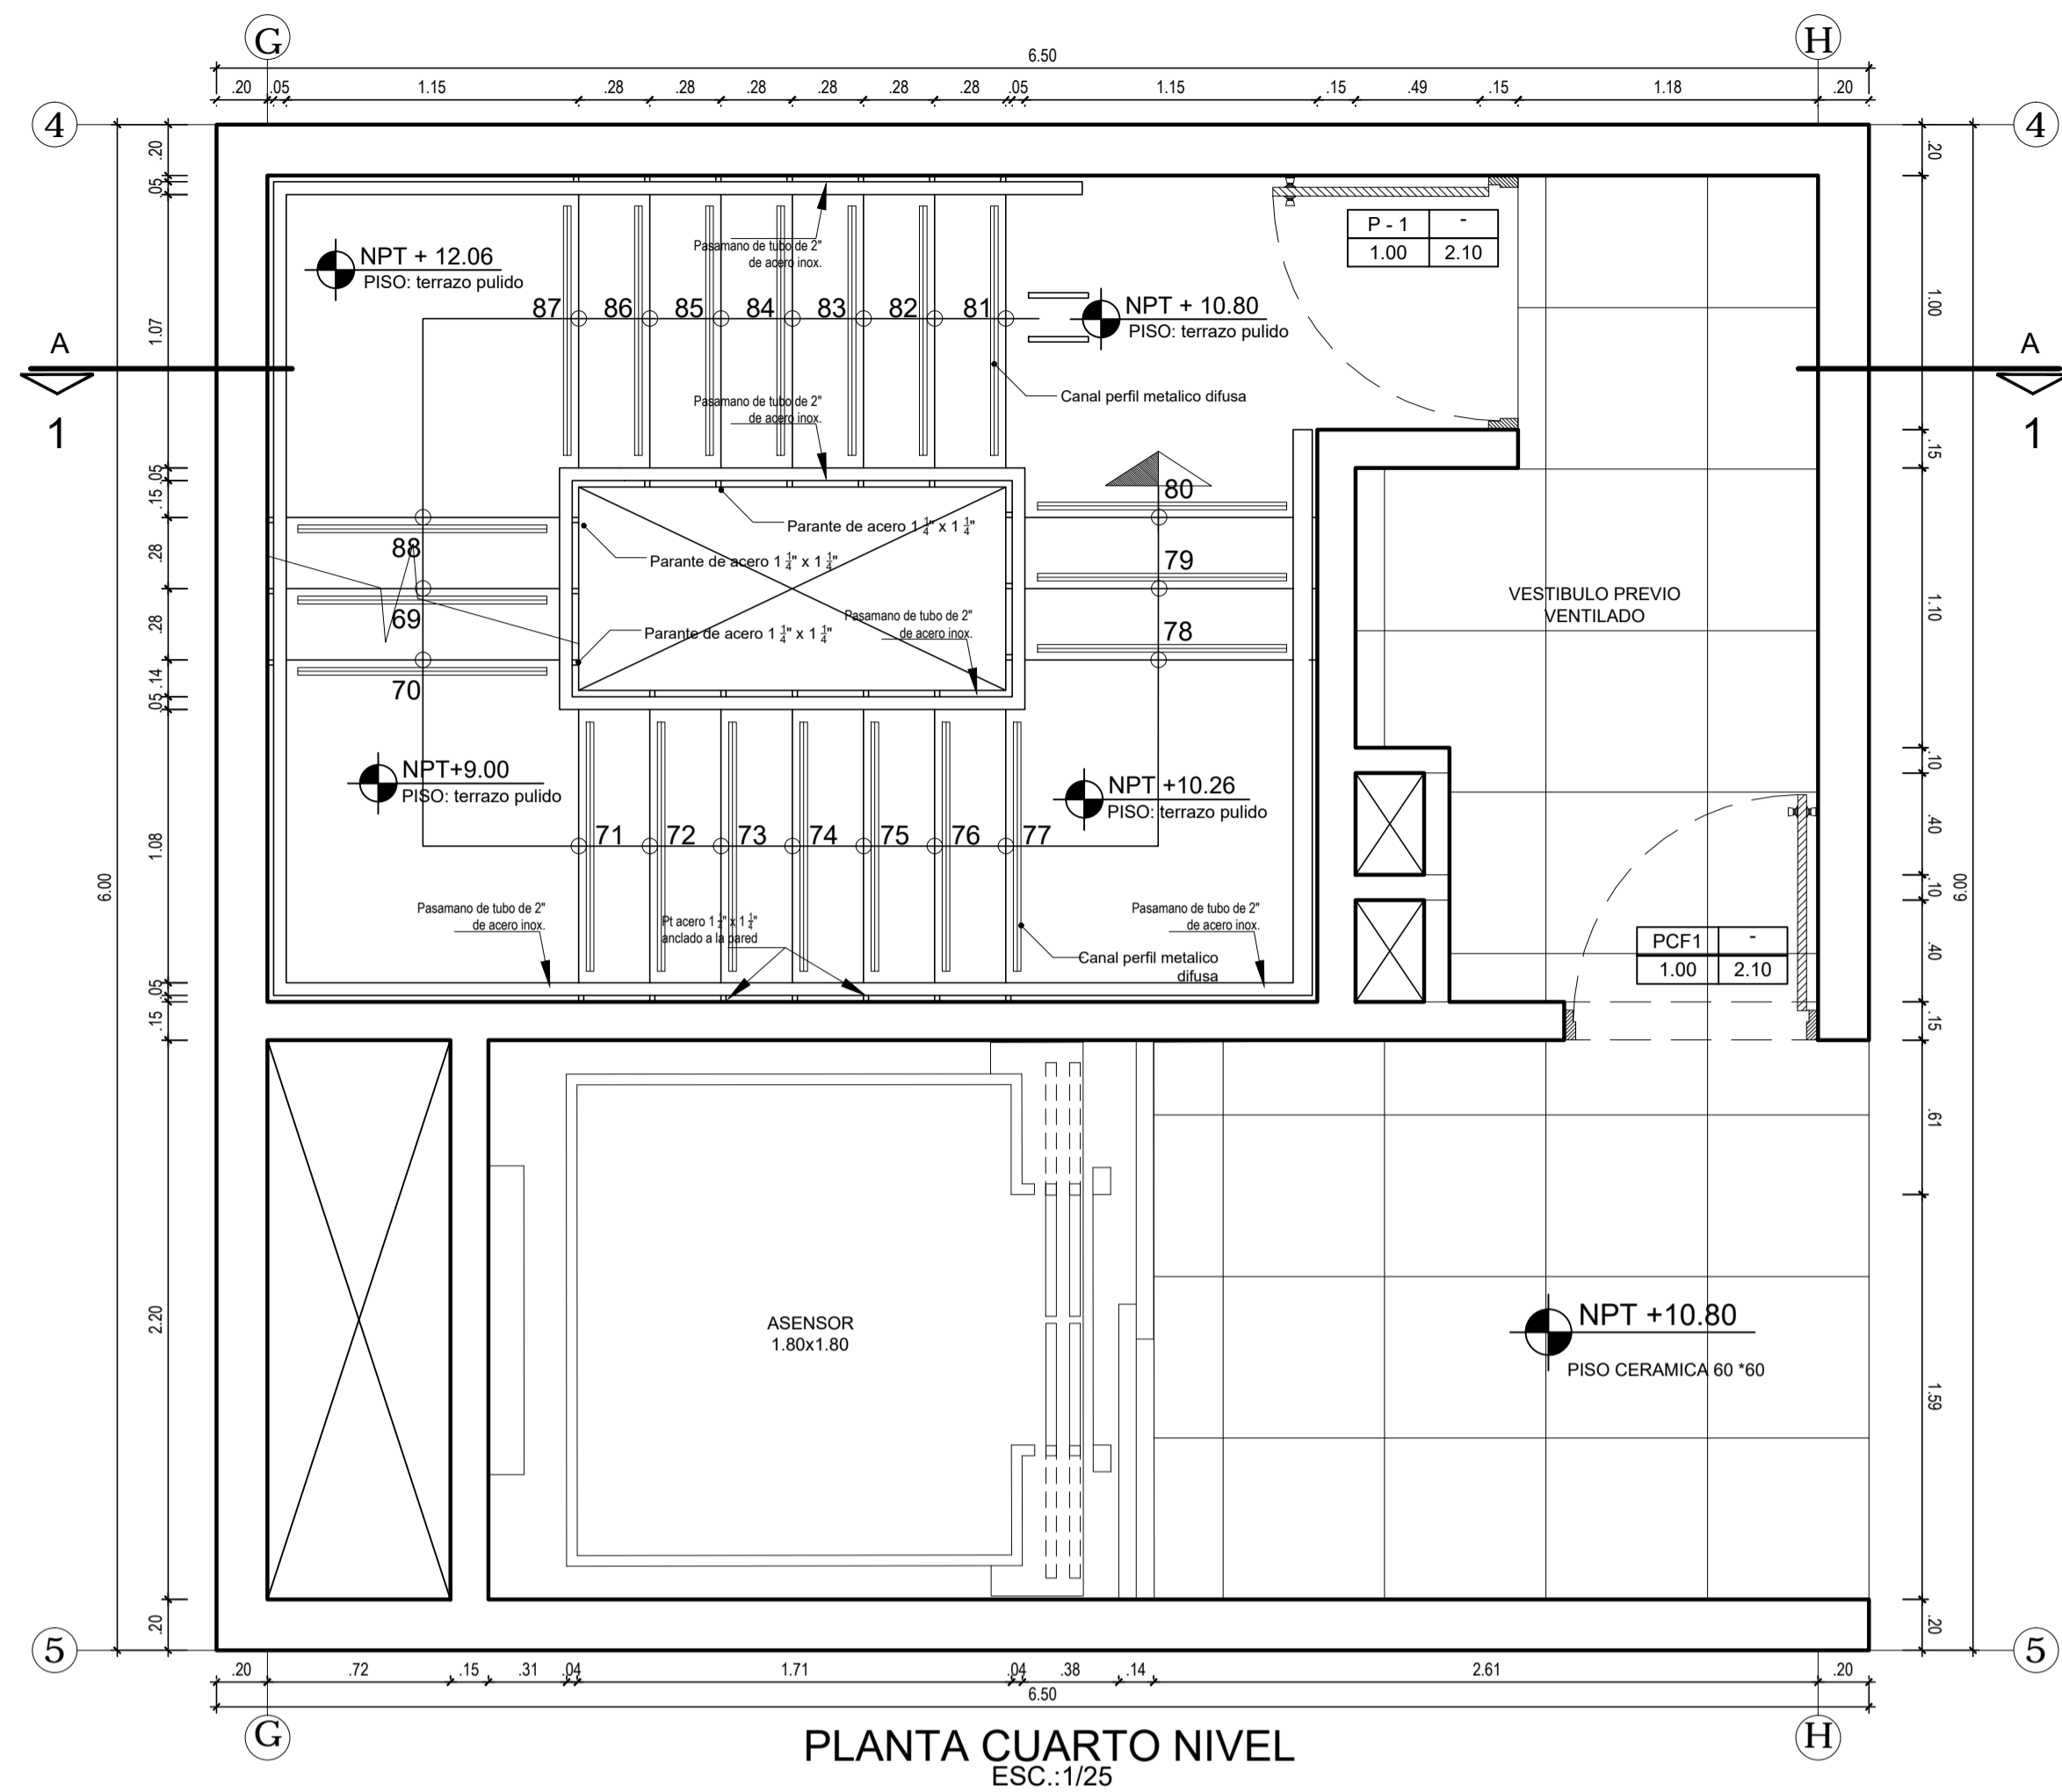 G
H
6.50
.20
.05
1.15
.28
.28
.28
.28
.28
.28
.05
1.15
.15
.49
.15
1.18
.20
4
4
.20
.05
1.07
.05
.15
.28
.28
.14
.05
1.08
.05
.15
2.20
.20
6.00
.20
1.00
.15
1.10
.10
.40
.10
.40
.15
.61
1.59
.20
6.00
A
1
A
1
NPT + 12.06
PISO: terrazo pulido
Pasamano de tubo de 2"
de acero inox.
P - 1
-
1.00
2.10
87
86
85
84
83
82
81
NPT + 10.80
PISO: terrazo pulido
Pasamano de tubo de 2"
de acero inox.
Canal perfil metalico difusa
80
79
78
88
69
70
Parante de acero 1 1/4" x 1 1/4"
Parante de acero 1 1/4" x 1 1/4"
Pasamano de tubo de 2"
de acero inox.
Parante de acero 1 1/4" x 1 1/4"
VESTIBULO PREVIO
VENTILADO
NPT+9.00
PISO: terrazo pulido
NPT +10.26
PISO: terrazo pulido
71
72
73
74
75
76
77
Pasamano de tubo de 2"
de acero inox.
Pt acero 1 1/4" x 1 1/4"
anclado a la pared
Pasamano de tubo de 2"
de acero inox.
Canal perfil metalico
difusa
PCF1
-
1.00
2.10
ASENSOR
1.80x1.80
NPT +10.80
PISO CERAMICA 60 *60
5
5
.20
.72
.15
.31
.04
1.71
.04
.38
.14
2.61
.20
6.50
G
H
PLANTA CUARTO NIVEL
ESC.:1/25